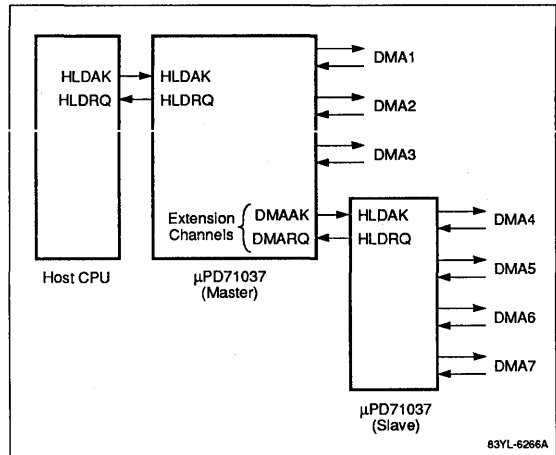 HLDAK
HLDRQ
HLDAK
HLDRQ
DMA1
DMA2
DMA3
Extension
Channels
DMAAK
DMARQ
HLDAK
HLDRQ
DMA4
DMA5
DMA6
DMA7
Host CPU
µPD71037
(Master)
µPD71037
(Slave)
83YL-6266A